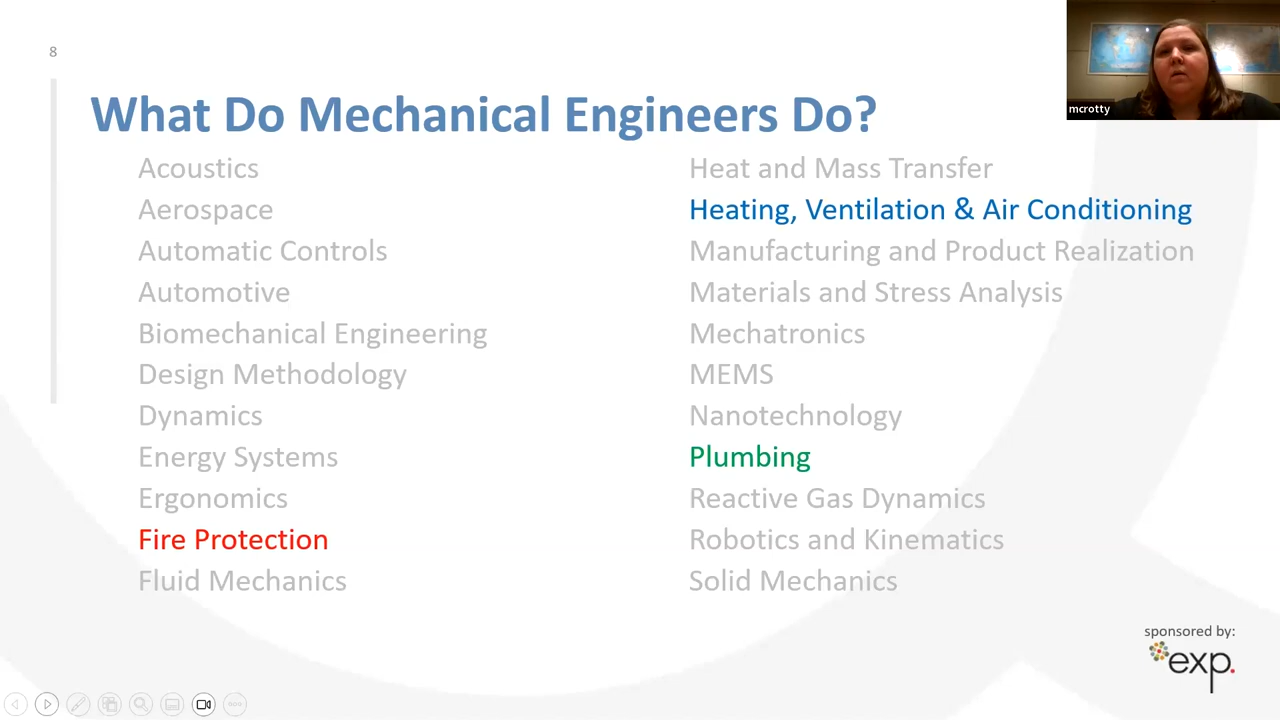 8
mcrotty
What Do Mechanical Engineers Do?
Acoustics
Aerospace
Automatic Controls
Automotive
Biomechanical Engineering
Design Methodology
Dynamics
Energy Systems
Ergonomics
Fire Protection
Fluid Mechanics
Heat and Mass Transfer
Heating, Ventilation & Air Conditioning
Manufacturing and Product Realization
Materials and Stress Analysis
Mechatronics
MEMS
Nanotechnology
Plumbing
Reactive Gas Dynamics
Robotics and Kinematics
Solid Mechanics
sponsored by:
exp.